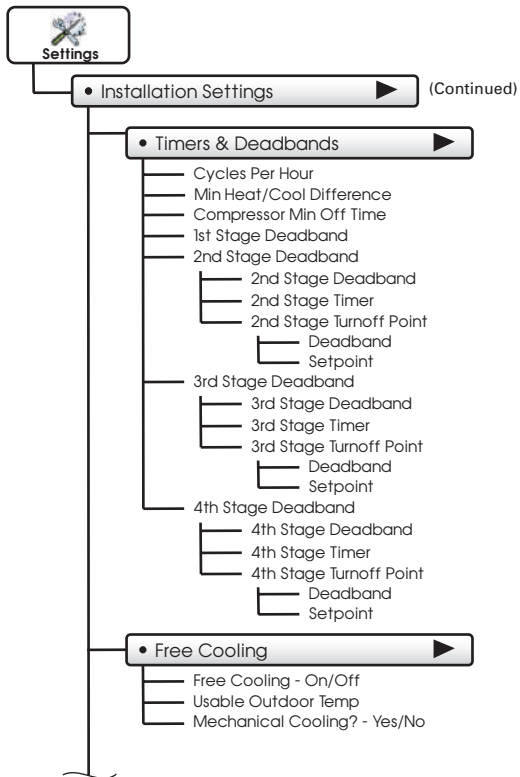 Settings
• Installation Settings (Continued)
• Timers & Deadbands
Cycles Per Hour
Min Heat/Cool Difference
Compressor Min Off Time
1st Stage Deadband
2nd Stage Deadband
2nd Stage Deadband
2nd Stage Timer
2nd Stage Turnoff Point
Deadband
Setpoint
3rd Stage Deadband
3rd Stage Deadband
3rd Stage Timer
3rd Stage Turnoff Point
Deadband
Setpoint
4th Stage Deadband
4th Stage Deadband
4th Stage Timer
4th Stage Turnoff Point
Deadband
Setpoint
• Free Cooling
Free Cooling - On/Off
Usable Outdoor Temp
Mechanical Cooling? - Yes/No